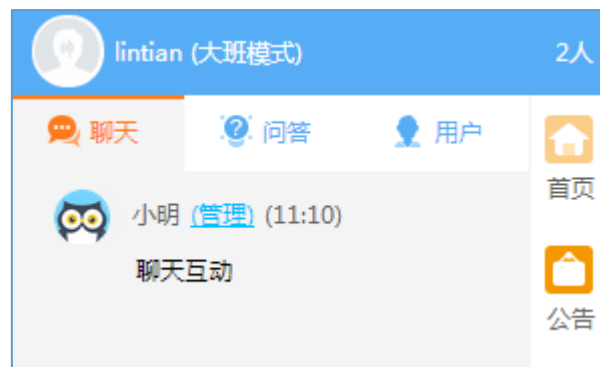 lintian (大班模式) 2人
聊天 问答 用户
首页
小明 (管理) (11:10)
聊天互动
公告